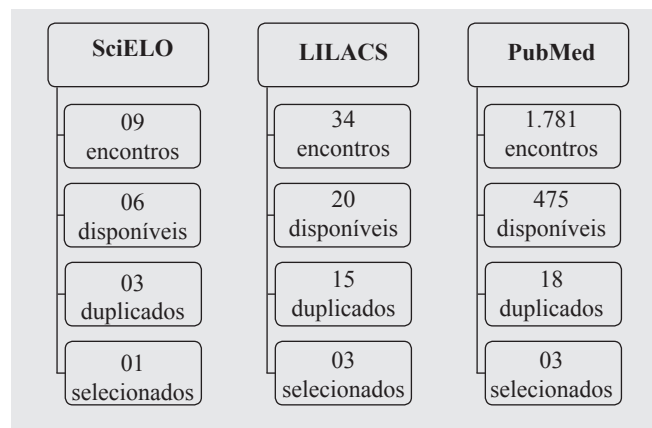 SciELO
09
encontros
06
disponíveis
03
duplicados
01
selecionados
LILACS
34
encontros
20
disponíveis
15
duplicados
03
selecionados
PubMed
1.781
encontros
475
disponíveis
18
duplicados
03
selecionados